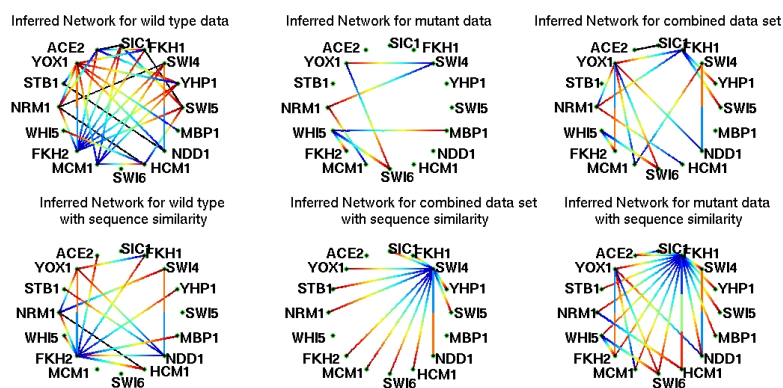 Inferred Network for wild type data
SIC1
ACE2 FKH1
YOX1 SWI4
STB1 YHP1
NRM1 SWI5
WHI5 MBP1
FKH2 NDD1
MCM1 HCM1
SWI6
Inferred Network for mutant data
SIC1
ACE2 FKH1
YOX1 SWI4
STB1 YHP1
NRM1 SWI5
WHI5 MBP1
FKH2 NDD1
MCM1 HCM1
SWI6
Inferred Network for combined data set
SIC1
ACE2 FKH1
YOX1 SWI4
STB1 YHP1
NRM1 SWI5
WHI5 MBP1
FKH2 NDD1
MCM1 HCM1
SWI6
Inferred Network for wild type
with sequence similarity
SIC1
ACE2 FKH1
YOX1 SWI4
STB1 YHP1
NRM1 SWI5
WHI5 MBP1
FKH2 NDD1
MCM1 HCM1
SWI6
Inferred Network for combined data set
with sequence similarity
SIC1
ACE2 FKH1
YOX1 SWI4
STB1 YHP1
NRM1 SWI5
WHI5 MBP1
FKH2 NDD1
MCM1 HCM1
SWI6
Inferred Network for mutant data
with sequence similarity
SIC1
ACE2 FKH1
YOX1 SWI4
STB1 YHP1
NRM1 SWI5
WHI5 MBP1
FKH2 NDD1
MCM1 HCM1
SWI6